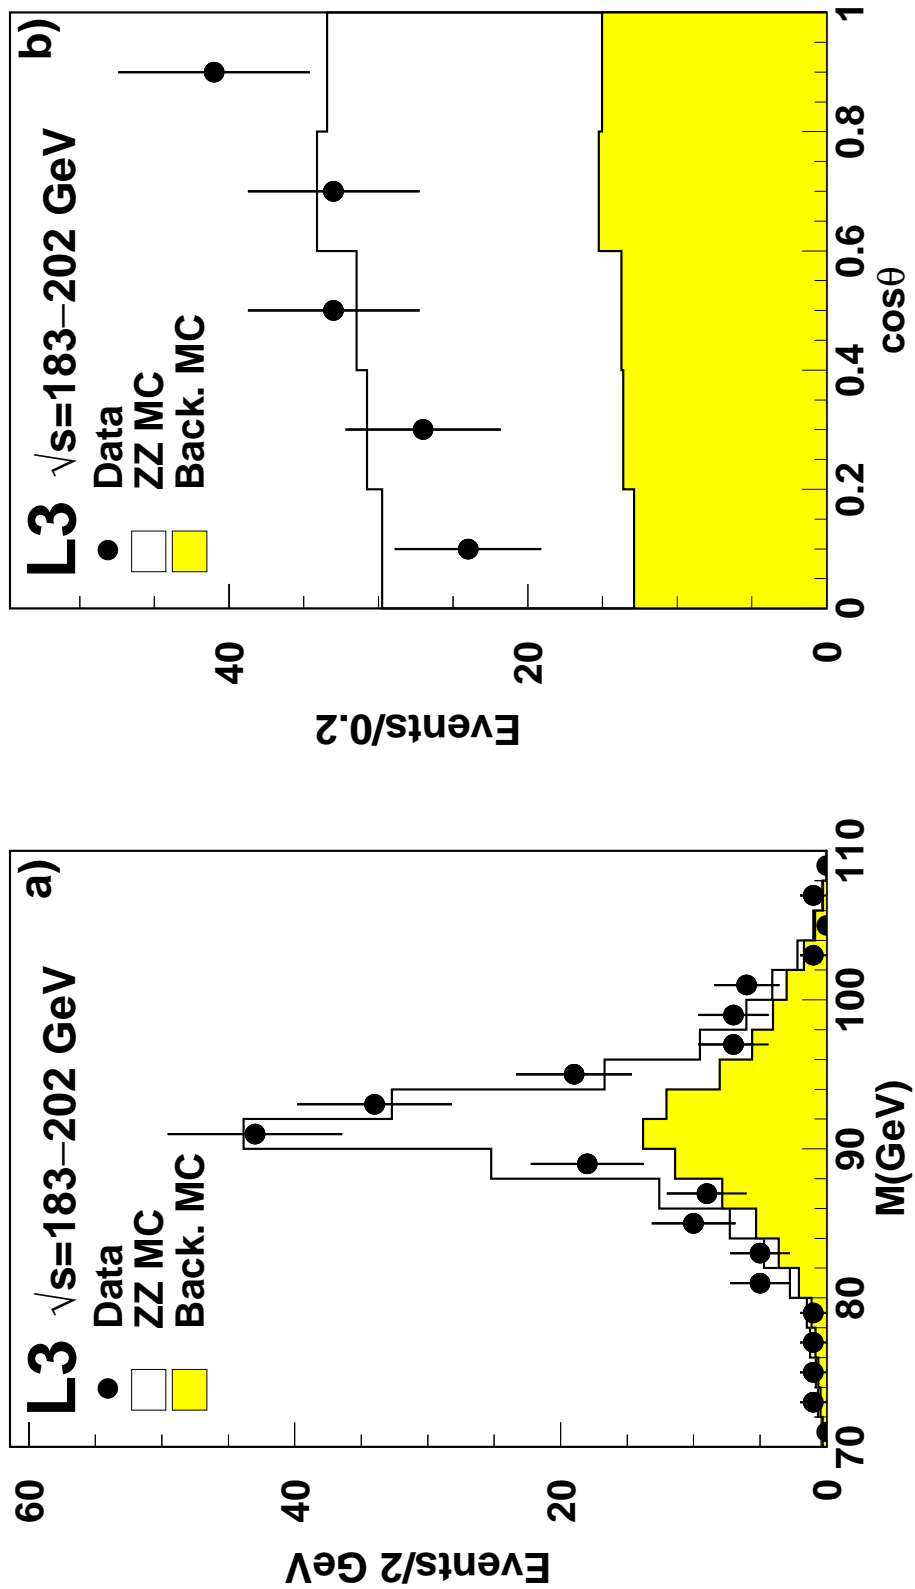 L3 √s=183–202 GeV
a)
Data
ZZ MC
Back. MC
Events/2 GeV
60
40
20
0
70 80 90 100 110
M(GeV)
L3 √s=183–202 GeV
b)
Data
ZZ MC
Back. MC
Events/0.2
40
20
0
0 0.2 0.4 0.6 0.8 1
cosθ